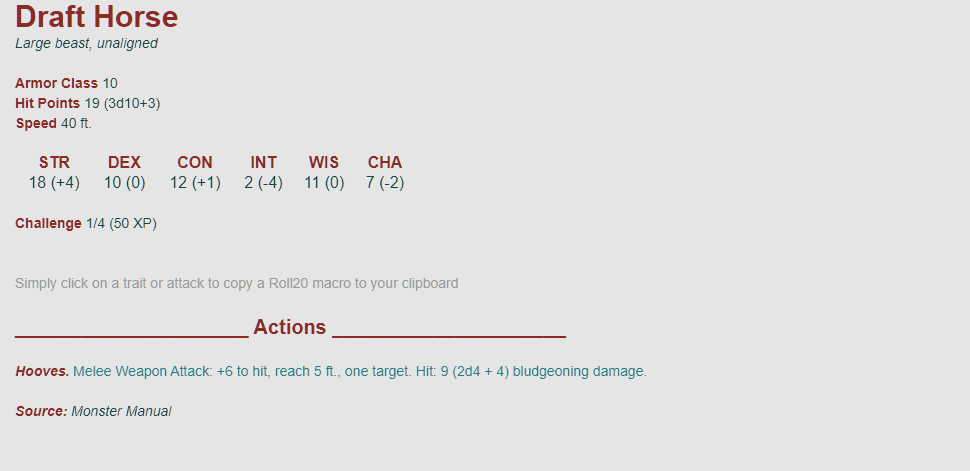 Draft Horse
Large beast, unaligned
Armor Class 10
Hit Points 19 (3d10+3)
Speed 40 ft.
STR DEX CON INT WIS CHA
18 (+4) 10 (0) 12 (+1) 2 (-4) 11 (0) 7 (-2)
Challenge 1/4 (50 XP)
Simply click on a trait or attack to copy a Roll20 macro to your clipboard
Actions
Hooves. Melee Weapon Attack: +6 to hit, reach 5 ft., one target. Hit: 9 (2d4 + 4) bludgeoning damage.
Source: Monster Manual